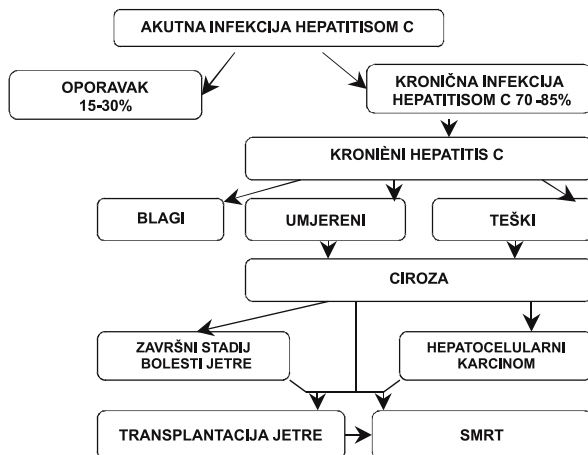 AKUTNA INFEKCIJA HEPATITISOM C
OPORAVAK
15-30%
KRONIČNA INFEKCIJA
HEPATITISOM C 70-85%
KRONIÈNI HEPATITIS C
BLAGI
UMJERENI
TEŠKI
CIROZA
ZAVRŠNI STADIJ
BOLESTI JETRE
HEPATOCELULARNI
KARCINOM
TRANSPLANTACIJA JETRE
SMRT